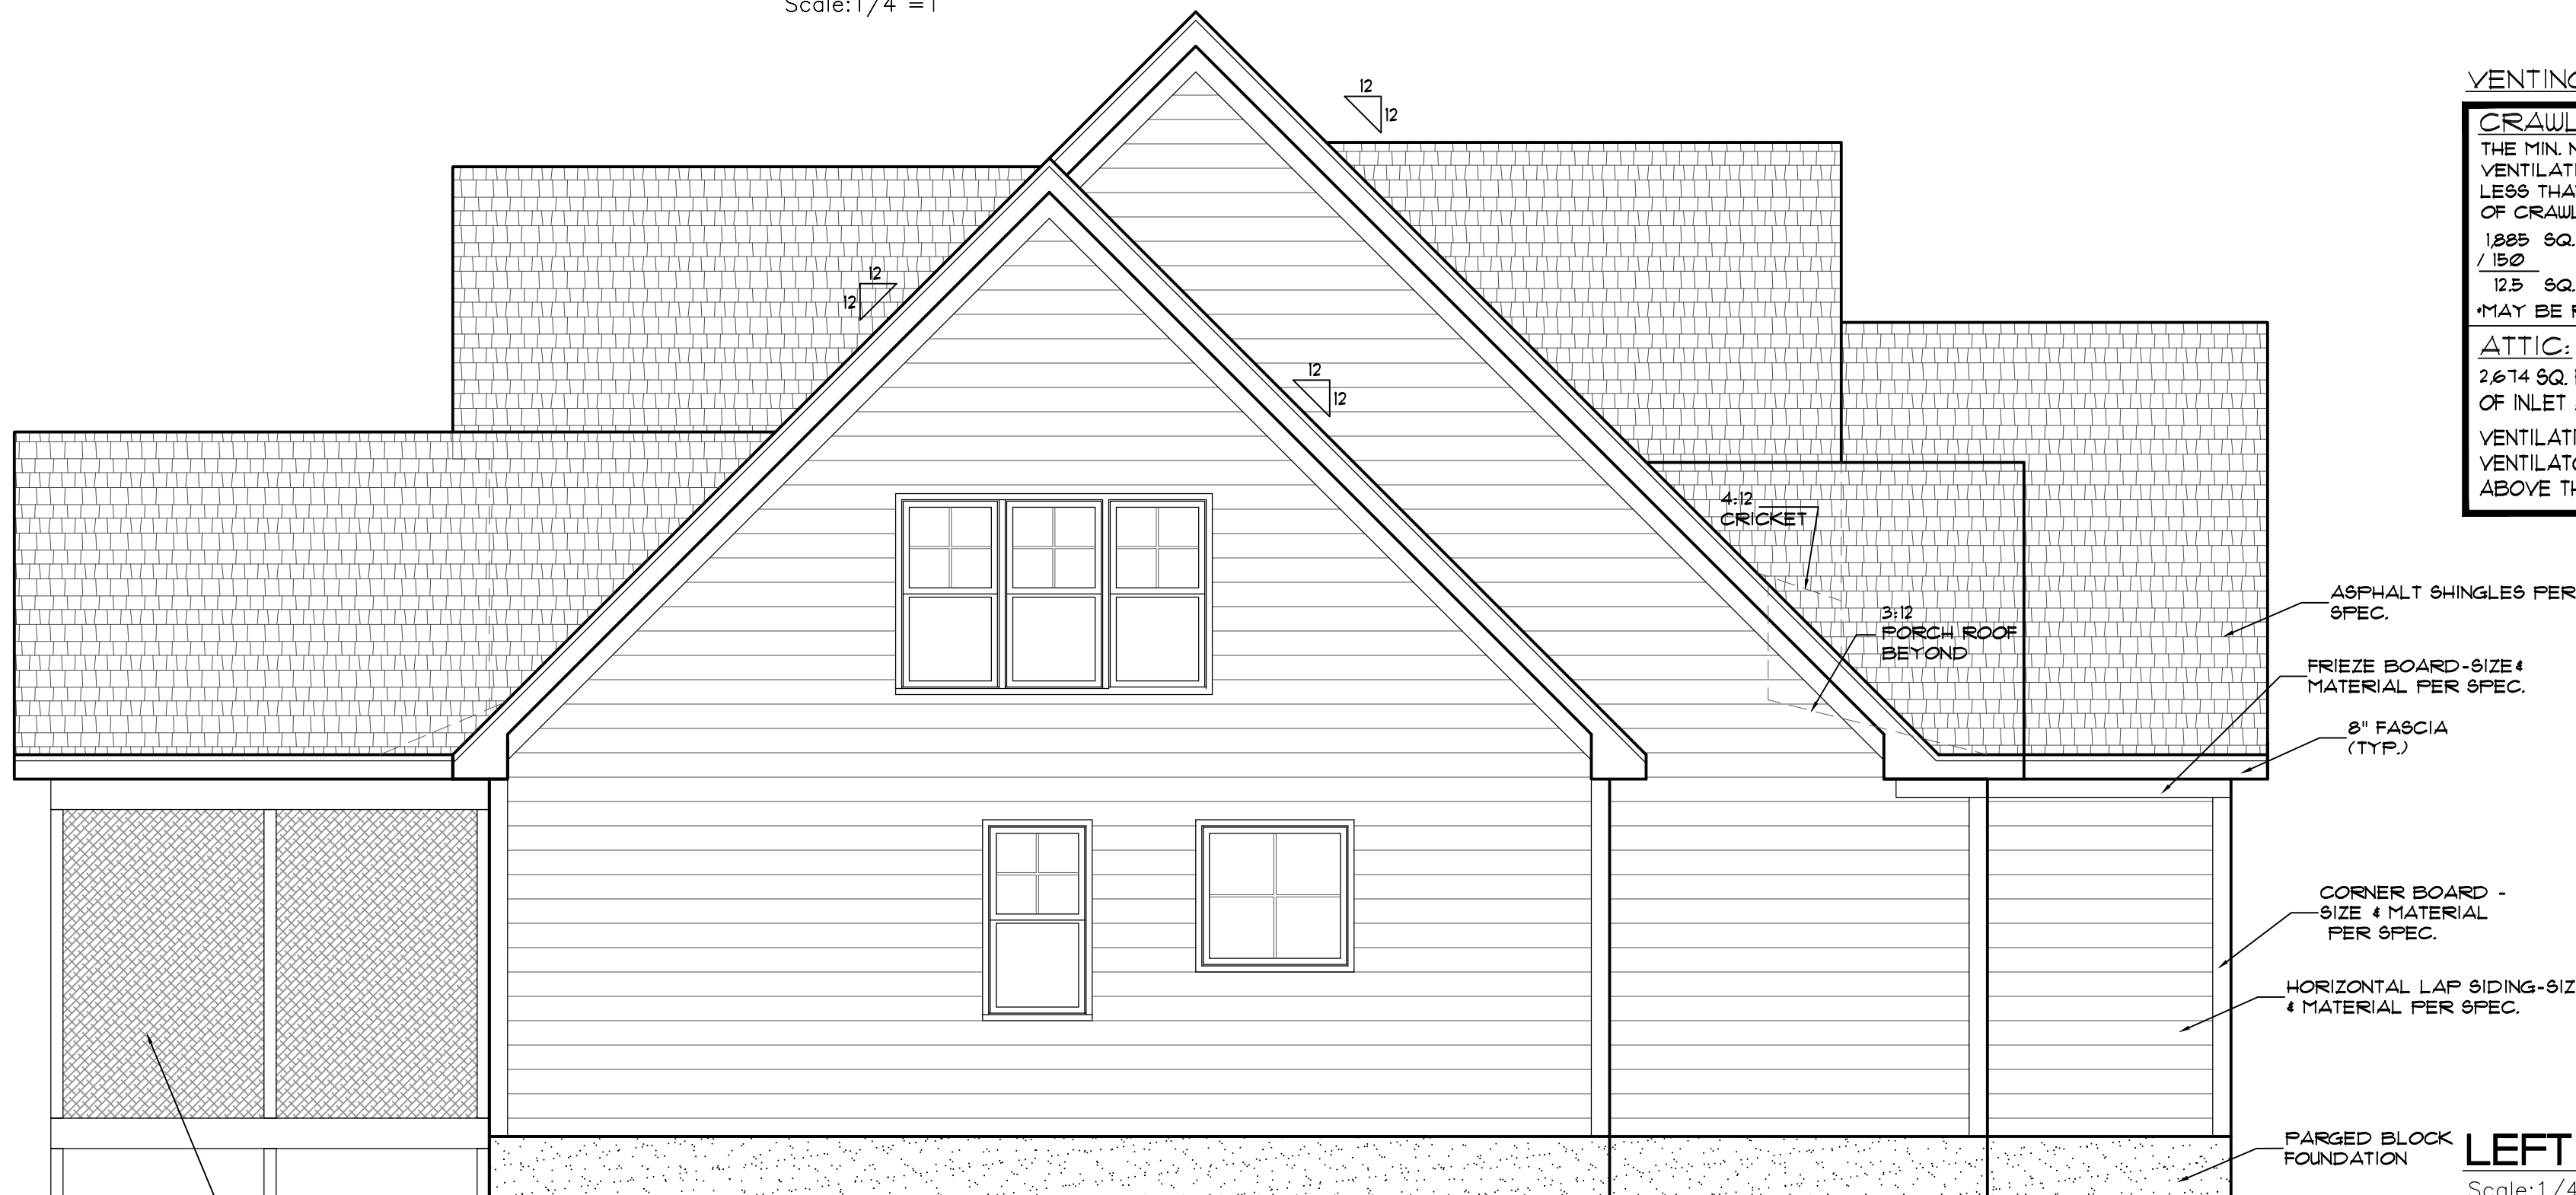 Scale:1/4 =1
12
12
12
12
12
12
4:12
CRICKET
3:12
PORCH ROOF
BEYOND
VENTING
CRAWL
THE MIN. N
VENTILATI
LESS THA
OF CRAWL
1,885 SQ.
/ 150
12.5 SQ.
*MAY BE R
ATTIC:
2,674 SQ.
OF INLET
VENTILATI
VENTILATO
ABOVE TH
ASPHALT SHINGLES PER
SPEC.
FRIEZE BOARD-SIZE &
MATERIAL PER SPEC.
8" FASCIA
(TYP.)
CORNER BOARD -
SIZE & MATERIAL
PER SPEC.
HORIZONTAL LAP SIDING-SIZ
& MATERIAL PER SPEC.
PARGED BLOCK
FOUNDATION
LEFT
Scale:1/4